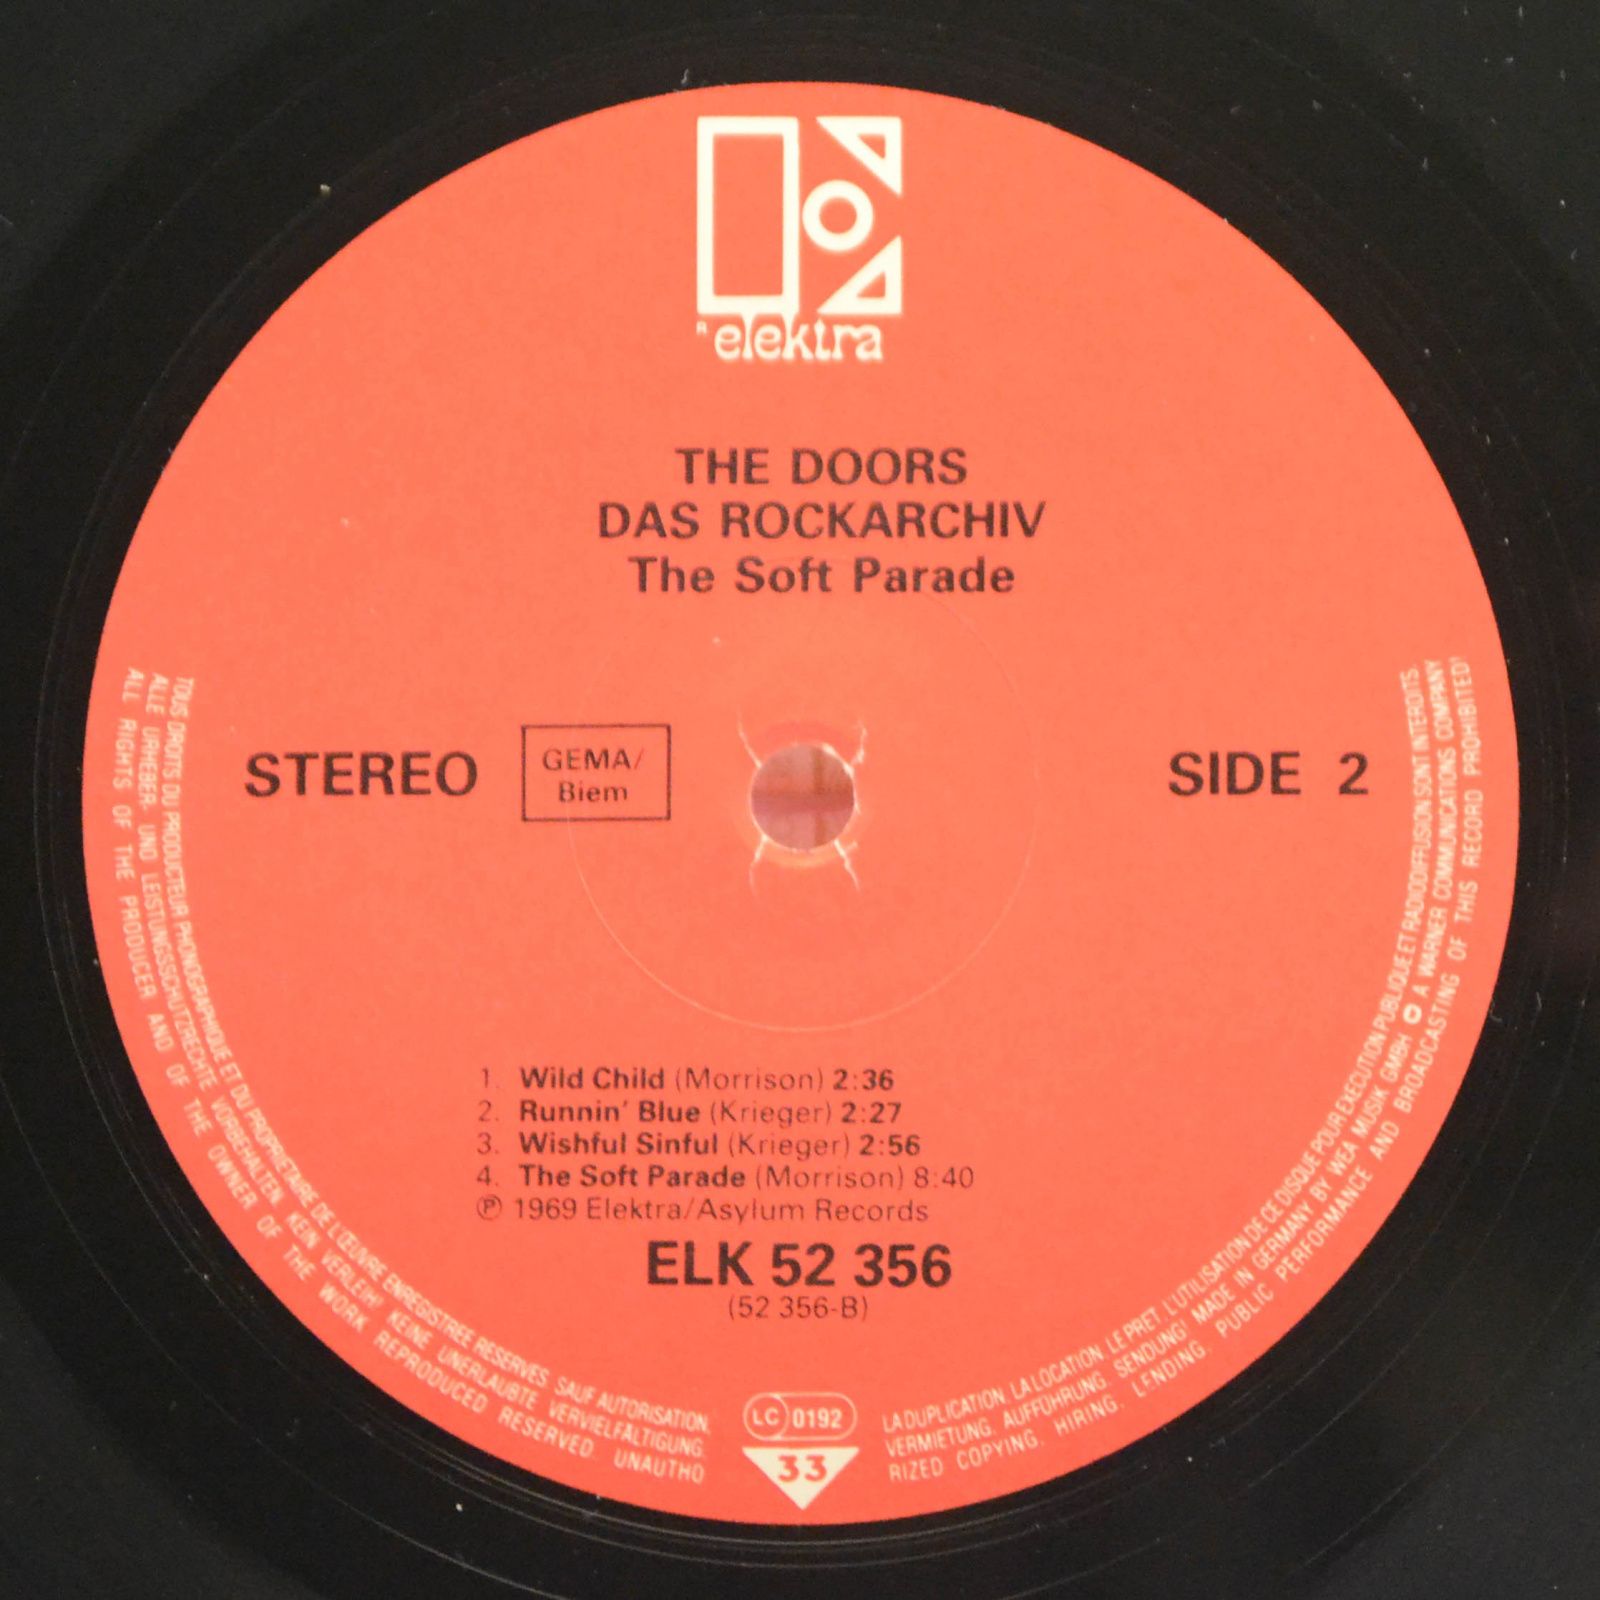 R elektra
THE DOORS
DAS ROCKARCHIV
The Soft Parade
STEREO
GEMA/
Biem
SIDE 2
1. Wild Child (Morrison) 2:36
2. Runnin' Blue (Krieger) 2:27
3. Wishful Sinful (Krieger) 2:56
4. The Soft Parade (Morrison) 8:40
℗ 1969 Elektra/Asylum Records
ELK 52 356
(52 356-B)
LC 0192
33
TOUS DROITS DU PRODUCTEUR PHONOGRAPHIQUE ET DU PROPRIETAIRE DE L'ŒUVRE ENREGISTREE RESERVES. SAUF AUTORISATION, LA DUPLICATION, LA LOCATION, LE PRET, L'UTILISATION DE CE DISQUE POUR EXECUTION PUBLIQUE ET RADIODIFFUSION SONT INTERDITS.
ALLE URHEBER- UND LEISTUNGSSCHUTZRECHTE VORBEHALTEN. KEIN VERLEIH! KEINE UNERLAUBTE VERVIELFÄLTIGUNG, VERMIETUNG, AUFFÜHRUNG, SENDUNG! MADE IN GERMANY BY WEA MUSIK GMBH A WARNER COMMUNICATIONS COMPANY
ALL RIGHTS OF THE PRODUCER AND OF THE OWNER OF THE WORK REPRODUCED RESERVED. UNAUTHORIZED COPYING, HIRING, LENDING, PUBLIC PERFORMANCE AND BROADCASTING OF THIS RECORD PROHIBITED!